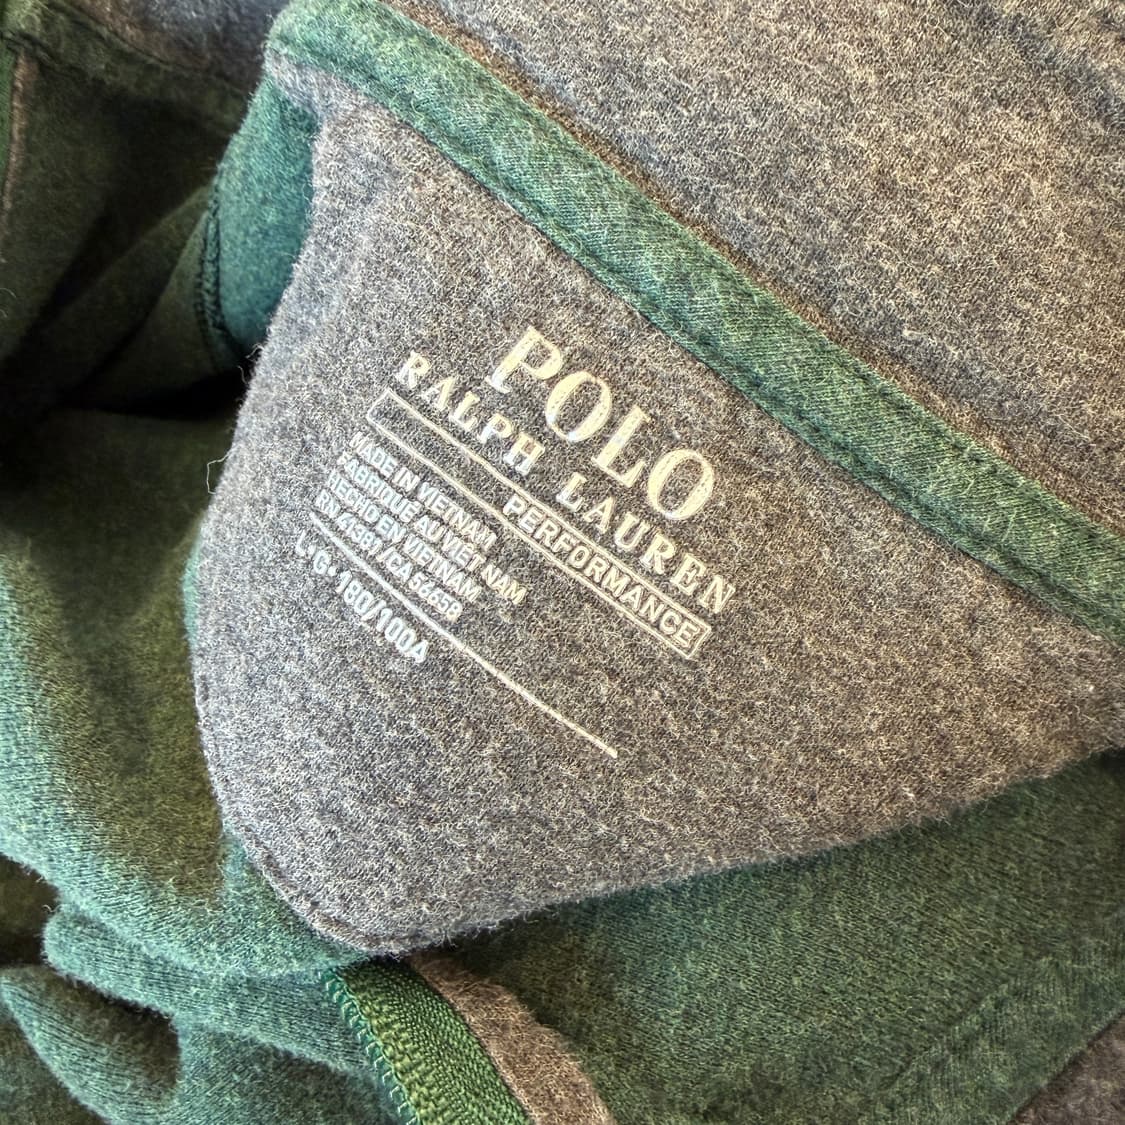 POLO
RALPH LAUREN
PERFORMANCE
MADE IN VIETNAM
FABRIQUE AU VIET NAM
HECHO EN VIETNAM
RN 41381/CA 56658
L•G• 180/100A